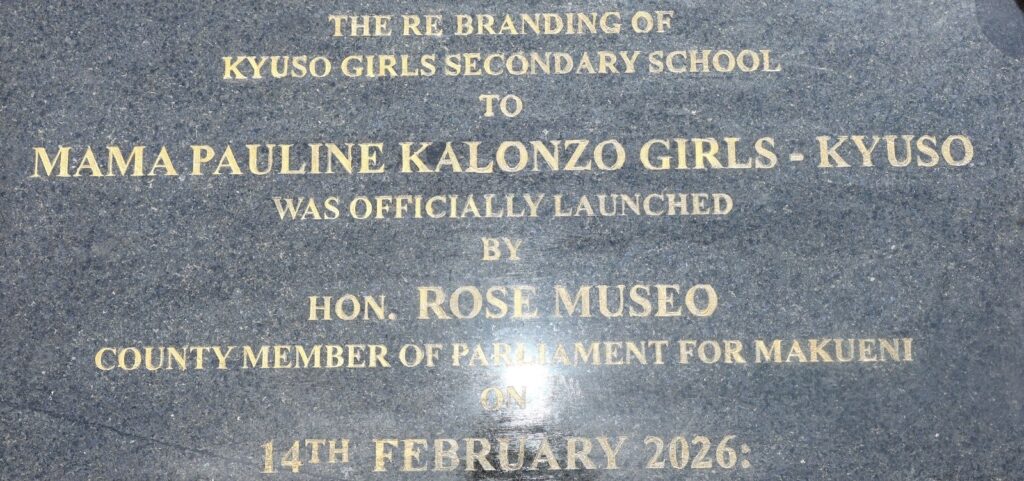 THE RE BRANDING OF
KYUSO GIRLS SECONDARY SCHOOL
TO
MAMA PAULINE KALONZO GIRLS - KYUSO
WAS OFFICIALLY LAUNCHED
BY
HON. ROSE MUSEO
COUNTY MEMBER OF PARLIAMENT FOR MAKUENI
ON
14TH FEBRUARY 2026: